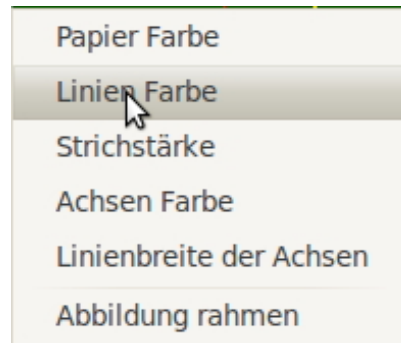 Papier Farbe
Linien Farbe
Strichstärke
Achsen Farbe
Linienbreite der Achsen
Abbildung rahmen